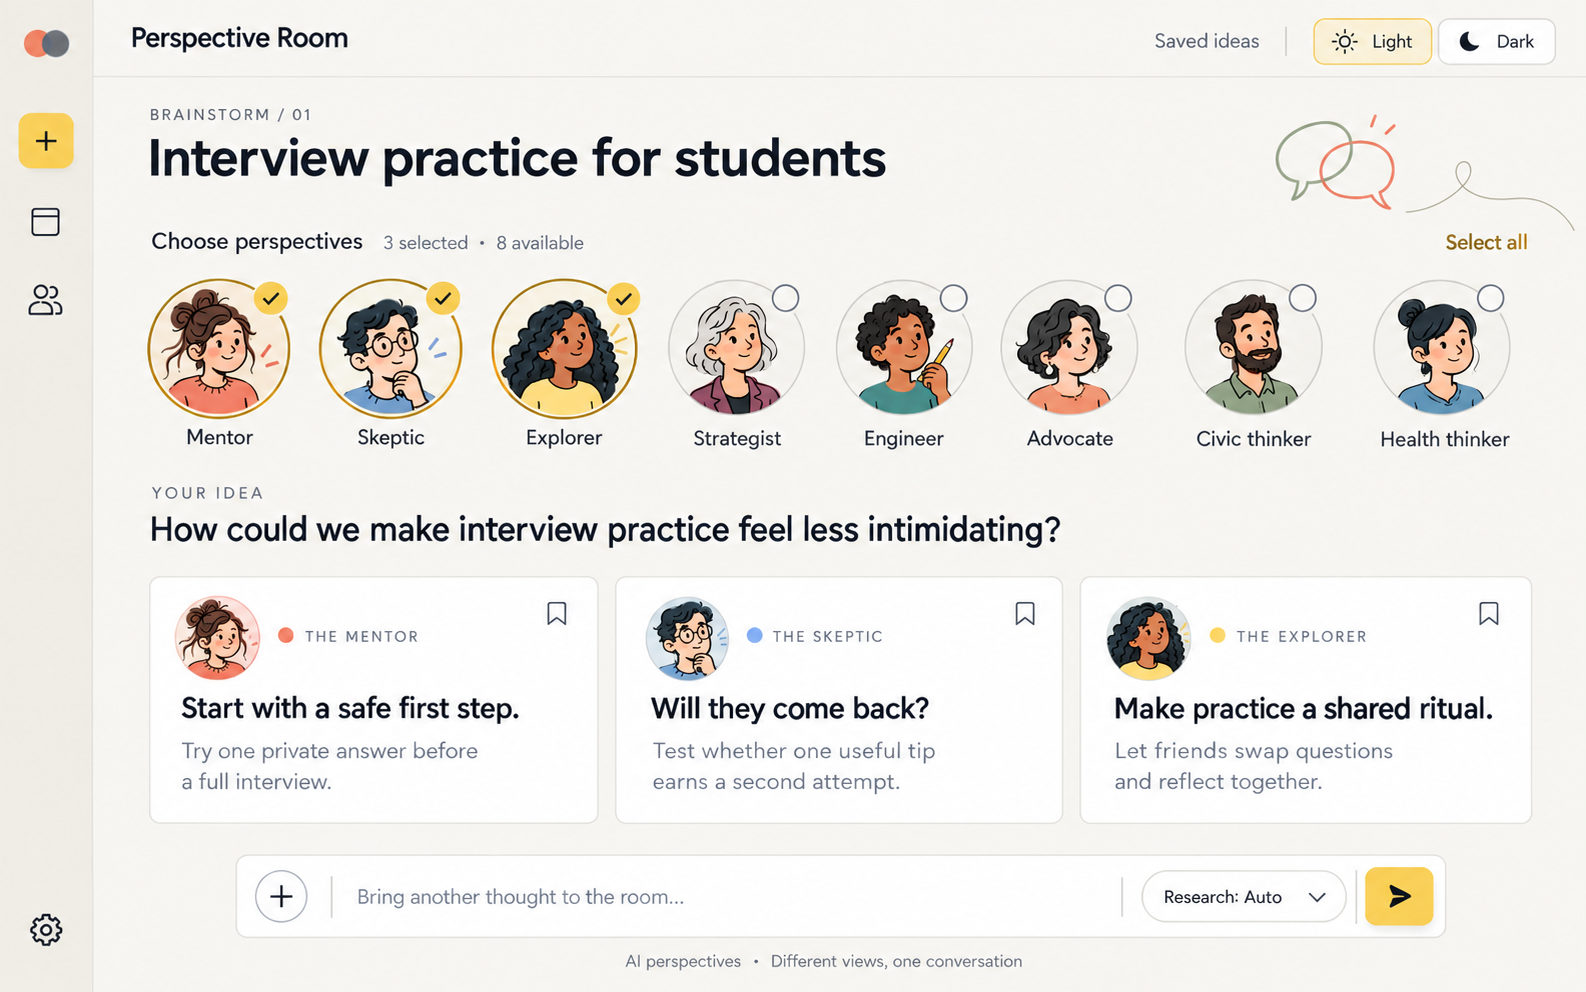 Perspective Room
Saved ideas
Light
Dark
BRAINSTORM / 01
Interview practice for students
Choose perspectives
3 selected • 8 available
Select all
Mentor
Skeptic
Explorer
Strategist
Engineer
Advocate
Civic thinker
Health thinker
YOUR IDEA
How could we make interview practice feel less intimidating?
THE MENTOR
Start with a safe first step.
Try one private answer before
a full interview.
THE SKEPTIC
Will they come back?
Test whether one useful tip
earns a second attempt.
THE EXPLORER
Make practice a shared ritual.
Let friends swap questions
and reflect together.
Bring another thought to the room...
Research: Auto
AI perspectives • Different views, one conversation